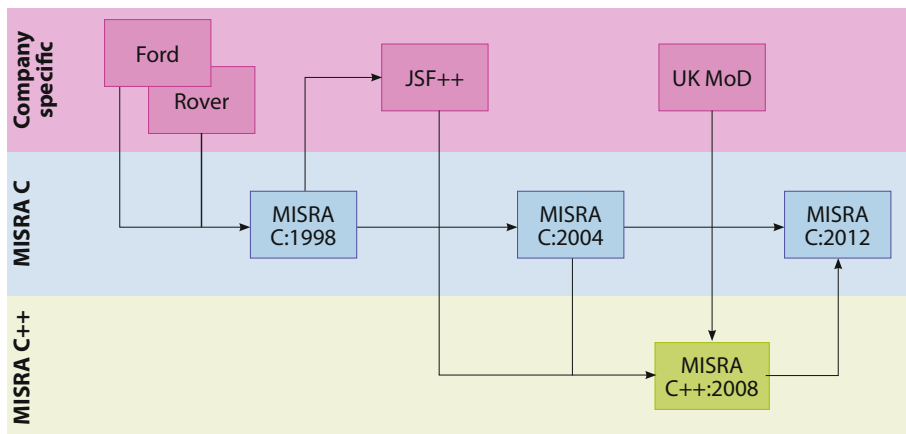 Company
specific
Ford
Rover
JSF++
UK MoD
MISRA C
MISRA
C:1998
MISRA
C:2004
MISRA
C:2012
MISRA C++
MISRA
C++:2008